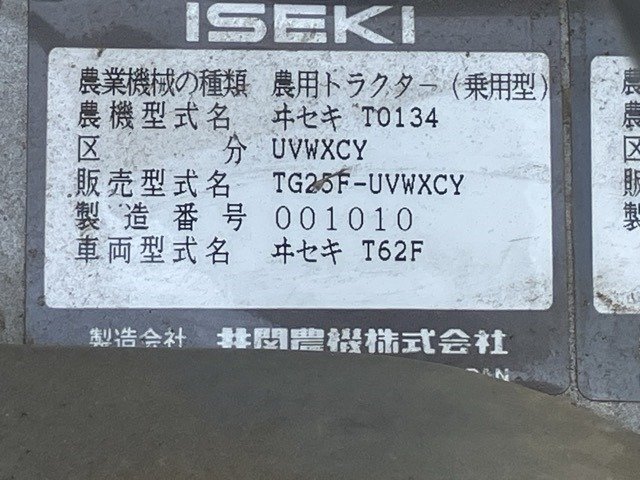 ISEKI
農業機械の種類 農用トラクター(乗用型)
農機型式名 ヰセキ T0134
区分 UVWXCY
販売型式名 TG25F-UVWXCY
製造番号 001010
車両型式名 ヰセキ T62F
製造会社 井関農機株式会社